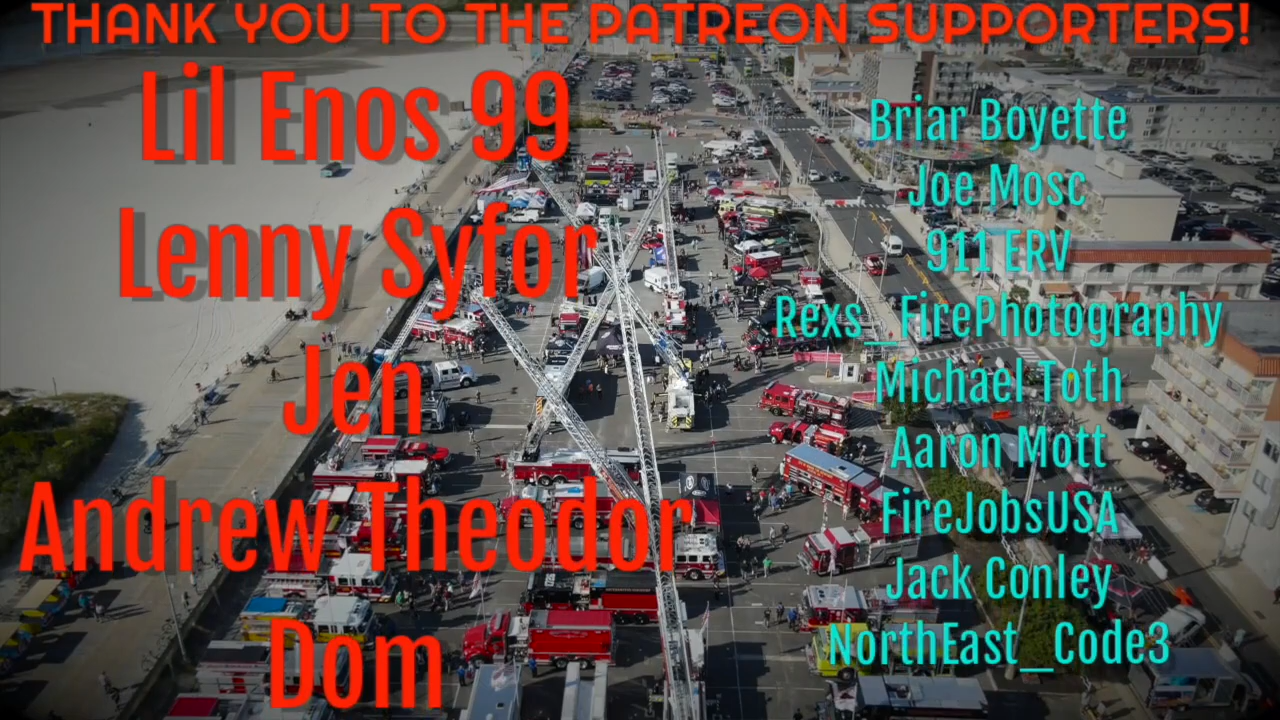 THANK YOU TO THE PATREON SUPPORTERS!
Lil Enos 99
Lenny Syfor
Jen
Andrew Theodor
Dom
Briar Boyette
Joe Mosc
911 ERV
Rexs_FirePhotography
Michael Toth
Aaron Mott
FireJobsUSA
Jack Conley
NorthEast_Code3